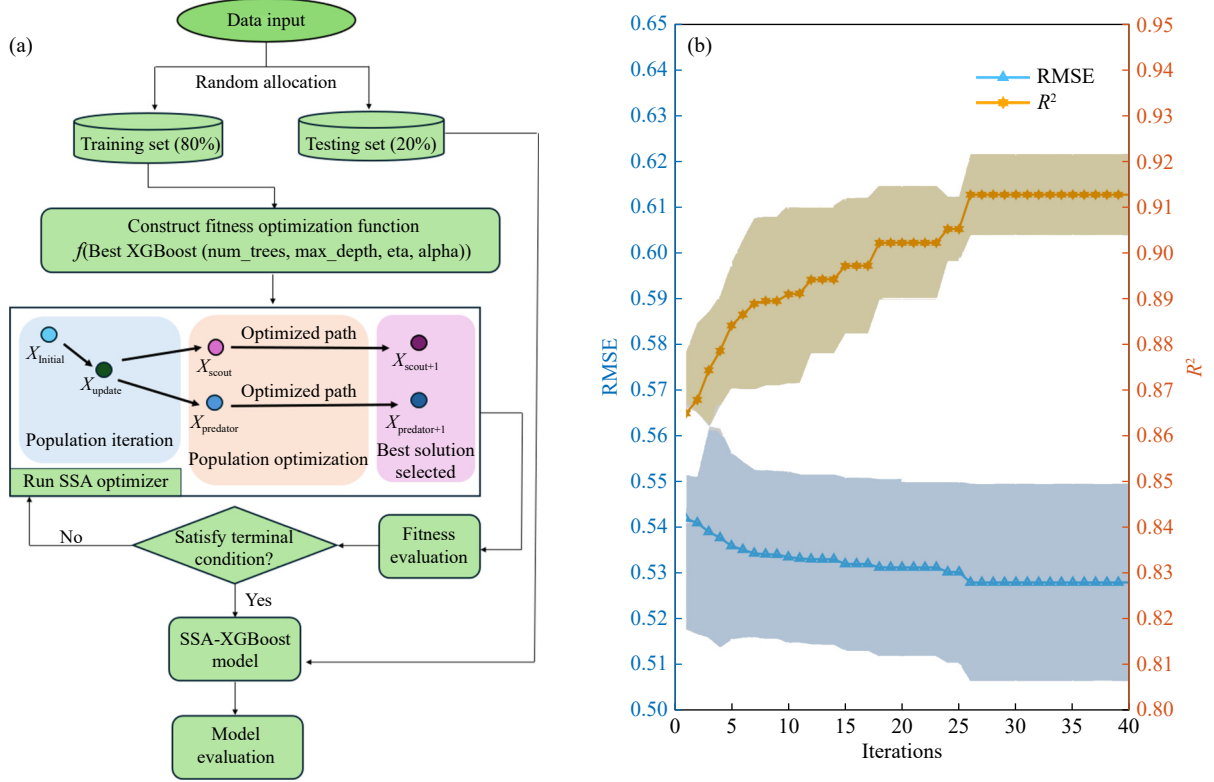 (a)
Data input
Random allocation
Training set (80%)
Testing set (20%)
Construct fitness optimization function
f(Best XGBoost (num_trees, max_depth, eta, alpha))
Optimized path
X_Initial
X_update
X_scout
X_scout+1
Optimized path
X_predator
X_predator+1
Population iteration
Population optimization
Best solution
selected
Run SSA optimizer
No
Satisfy terminal
condition?
Fitness
evaluation
Yes
SSA-XGBoost
model
Model
evaluation
(b)
RMSE
R²
0.65
0.64
0.63
0.62
0.61
0.60
0.59
0.58
0.57
0.56
0.55
0.54
0.53
0.52
0.51
0.50
RMSE
0.95
0.94
0.93
0.92
0.91
0.90
0.89
0.88
0.87
0.86
0.85
0.84
0.83
0.82
0.81
0.80
R²
0 5 10 15 20 25 30 35 40
Iterations